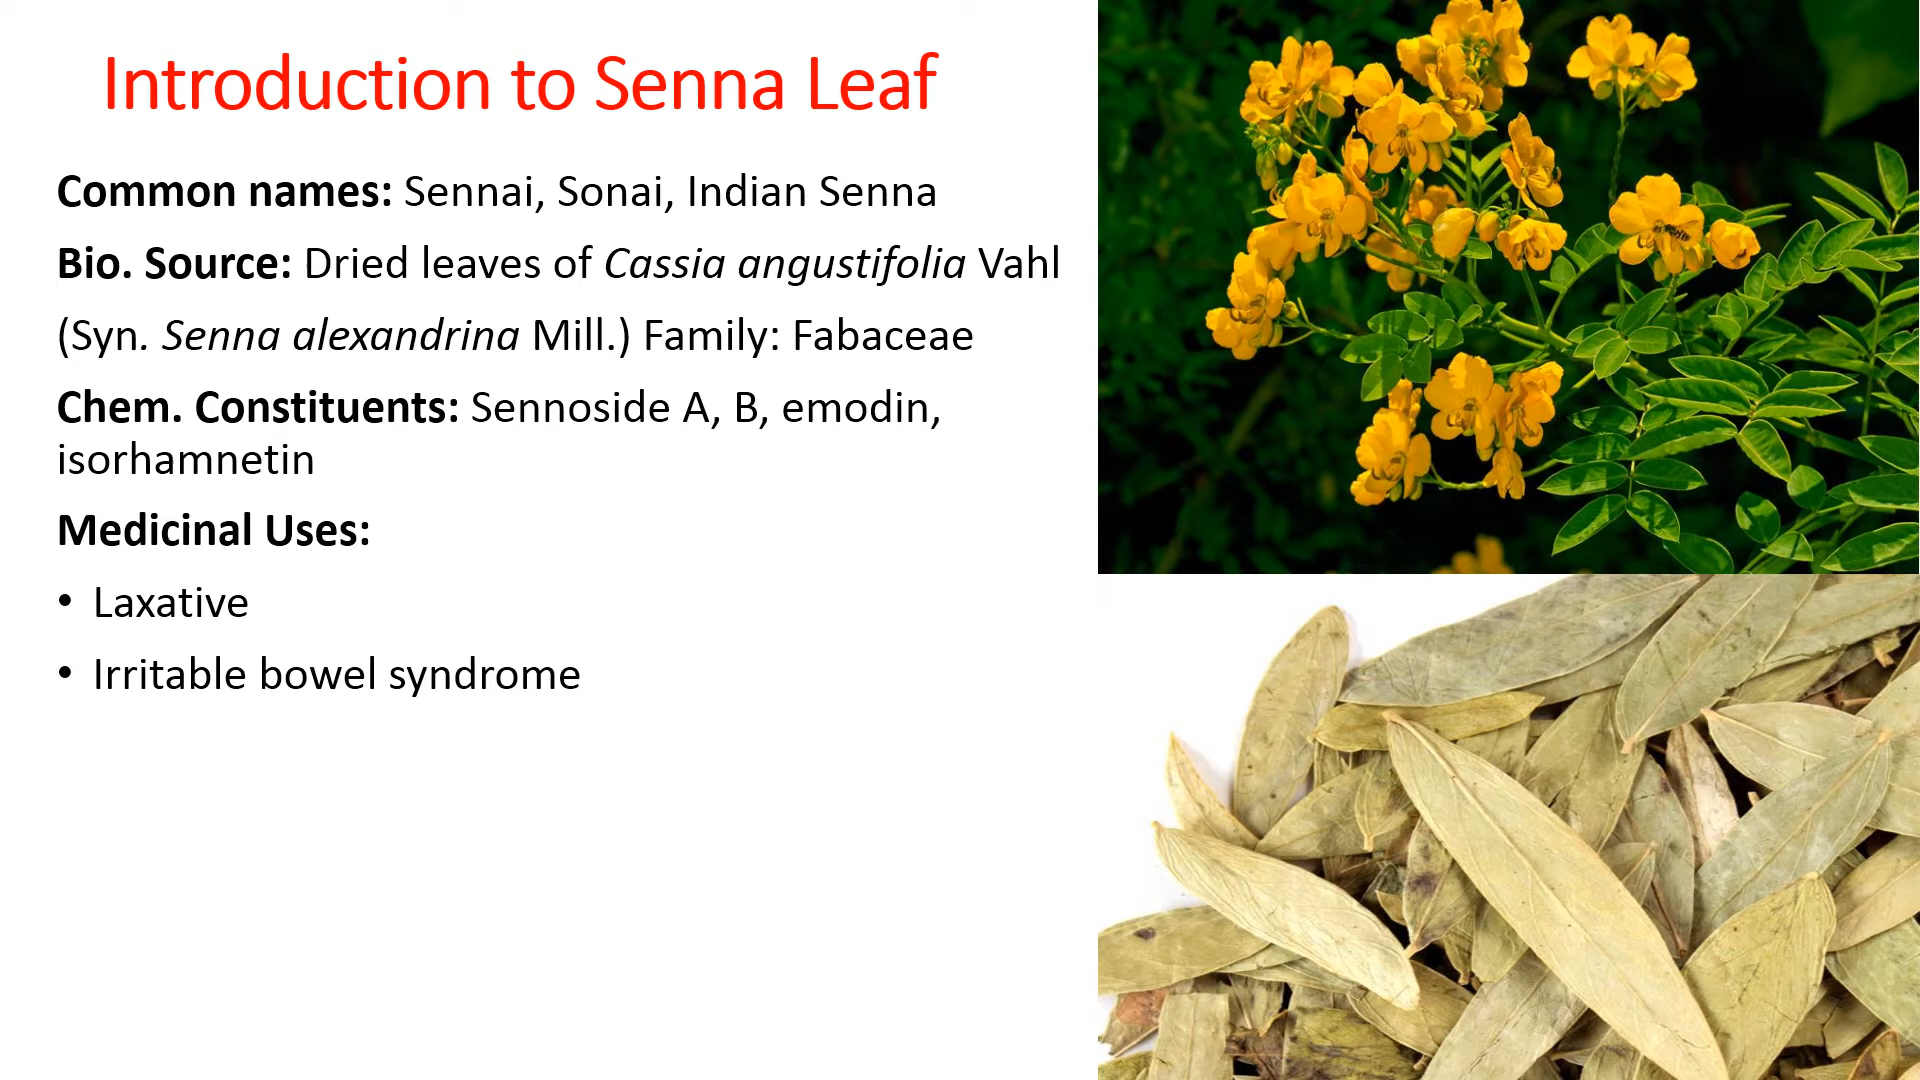 Introduction to Senna Leaf
Common names: Sennai, Sonai, Indian Senna
Bio. Source: Dried leaves of Cassia angustifolia Vahl
(Syn. Senna alexandrina Mill.) Family: Fabaceae
Chem. Constituents: Sennoside A, B, emodin,
isorhamnetin
Medicinal Uses:
• Laxative
• Irritable bowel syndrome